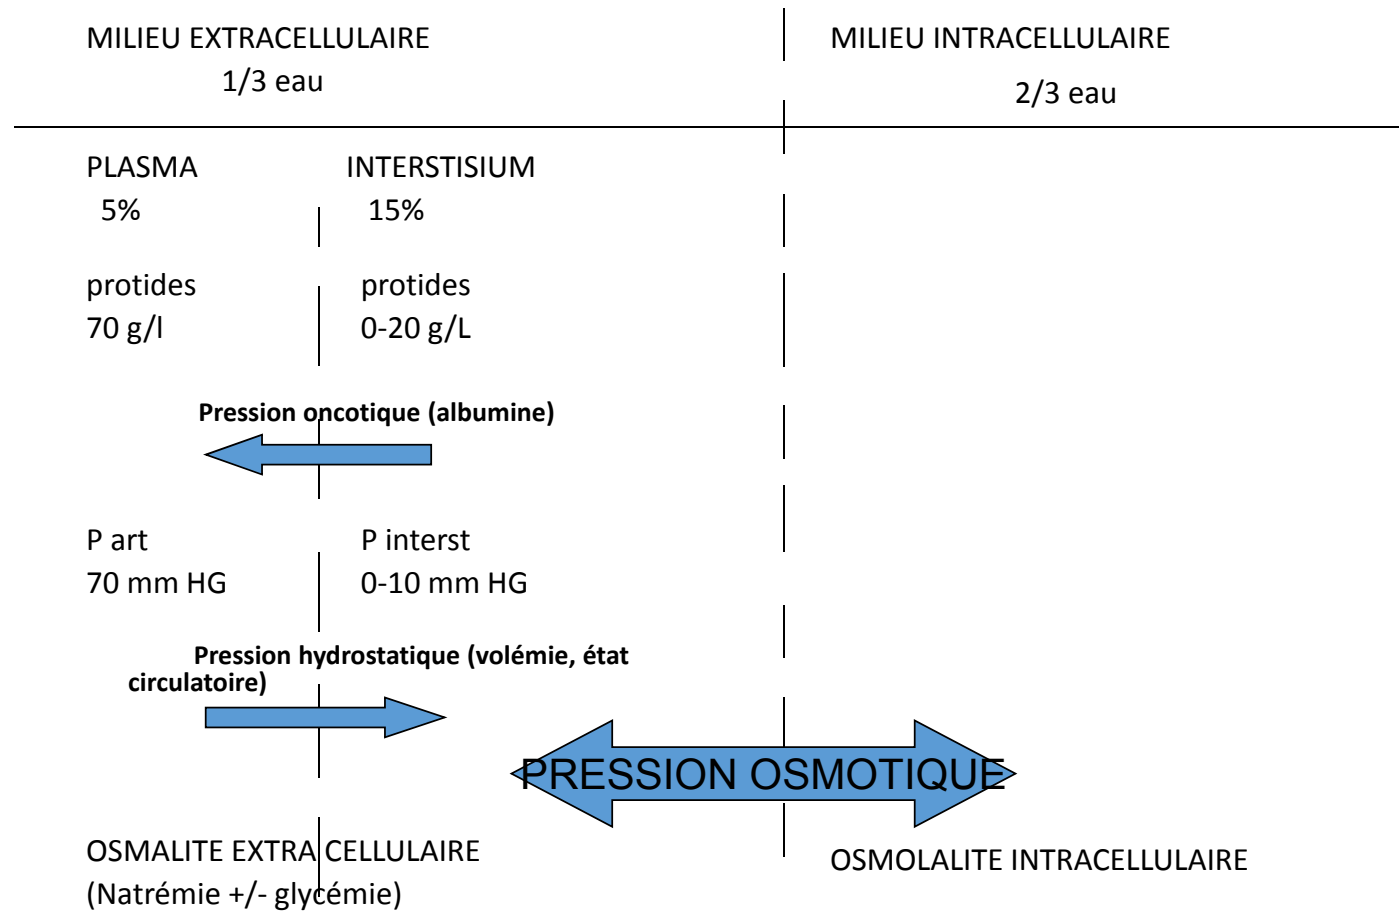 MILIEU EXTRACELLULAIRE
1/3 eau
MILIEU INTRACELLULAIRE
2/3 eau
PLASMA
5%
INTERSTISIUM
15%
protides
70 g/l
protides
0-20 g/L
Pression oncotique (albumine)
P art
70 mm HG
P interst
0-10 mm HG
Pression hydrostatique (volémie, état
circulatoire)
PRESSION OSMOTIQUE
OSMALITE EXTRA CELLULAIRE
(Natrémie +/- glycémie)
OSMOLALITE INTRACELLULAIRE